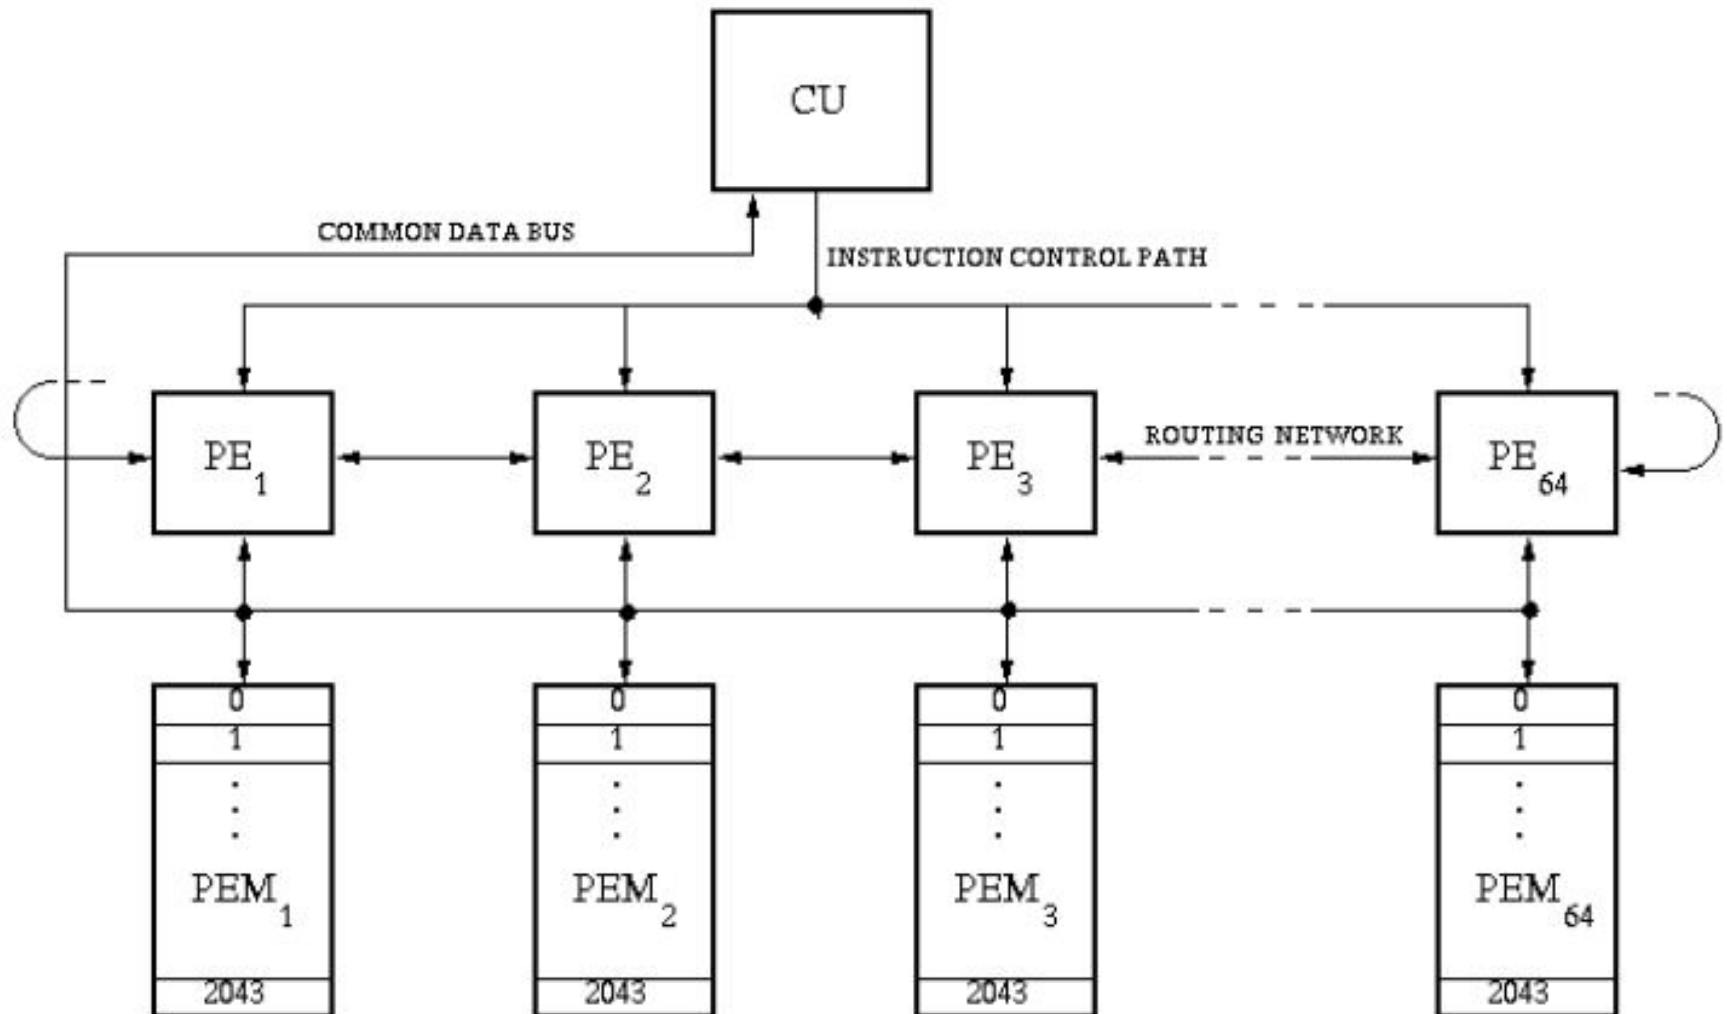 CU
COMMON DATA BUS
INSTRUCTION CONTROL PATH
PE1
PE2
PE3
ROUTING NETWORK
PE64
0
0
0
0
1
1
1
1
PEM1
PEM2
PEM3
PEM64
2043
2043
2043
2043